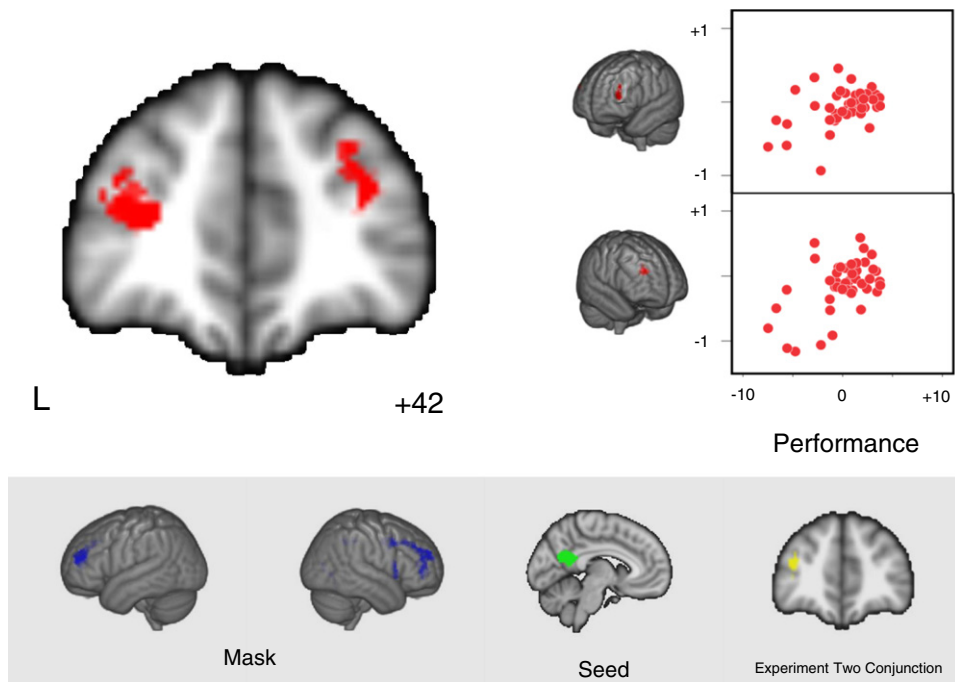 +1
-1
+1
-1
L
+42
-10
0
+10
Performance
Mask
Seed
Experiment Two Conjunction